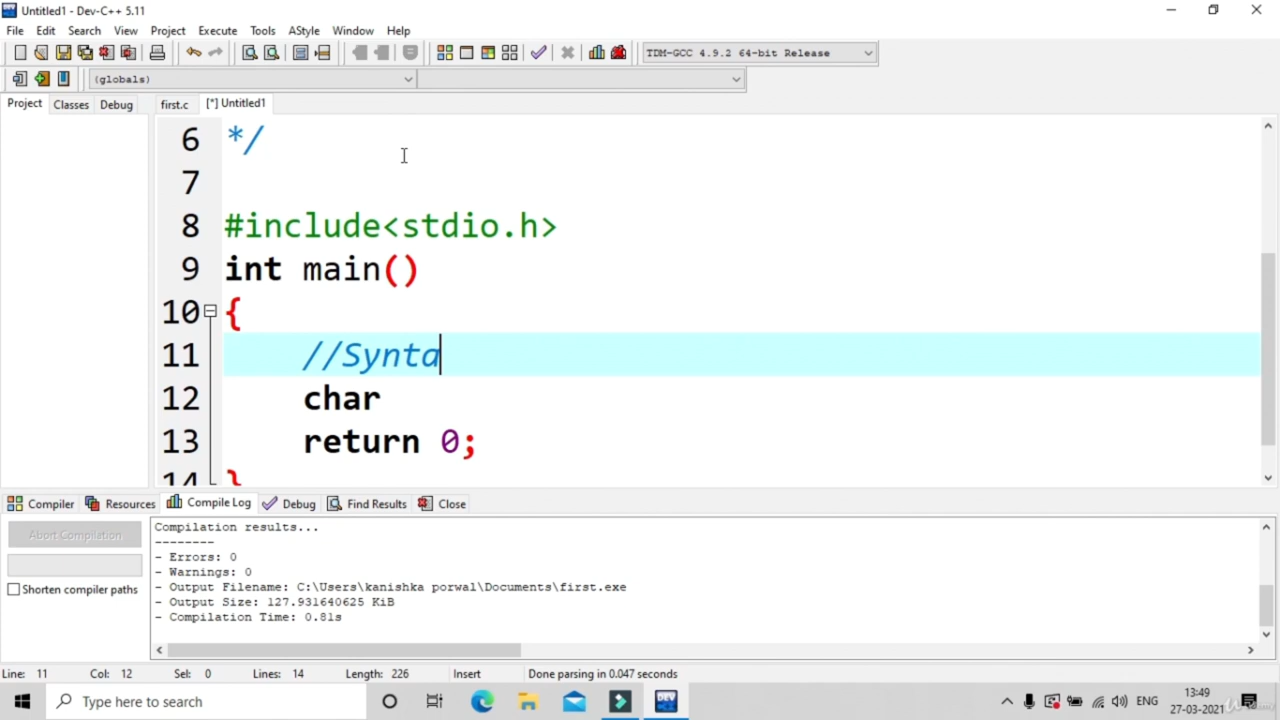 Untitled1 - Dev-C++ 5.11
File Edit Search View Project Execute Tools AStyle Window Help
TDM-GCC 4.9.2 64-bit Release
(globals)
Project Classes Debug first.c [*] Untitled1
6 */
7
8 #include<stdio.h>
9 int main()
10 {
11 //Synta
12 char
13 return 0;
14 }
Compiler Resources Compile Log Debug Find Results Close
Abort Compilation
Shorten compiler paths
Compilation results...
--------
- Errors: 0
- Warnings: 0
- Output Filename: C:\Users\kanishka porwal\Documents\first.exe
- Output Size: 127.931640625 KiB
- Compilation Time: 0.81s
Line: 11 Col: 12 Sel: 0 Lines: 14 Length: 226 Insert Done parsing in 0.047 seconds
Type here to search
DEV
ENG
13:49
27-03-2021
Udemy